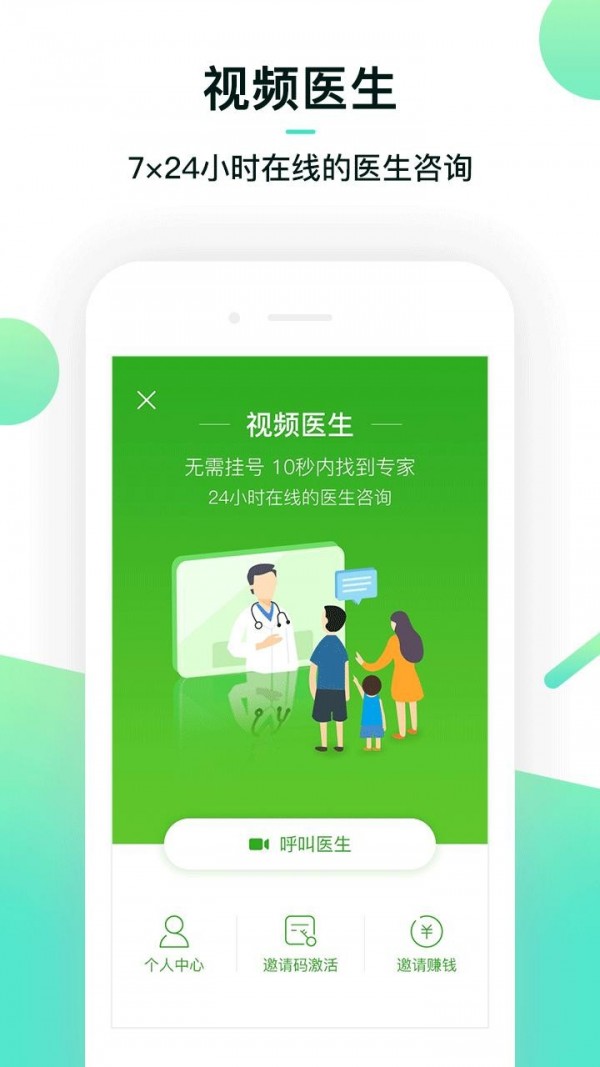 视频医生
7×24小时在线的医生咨询
视频医生
无需挂号 10秒内找到专家
24小时在线的医生咨询
呼叫医生
个人中心
邀请码激活
邀请赚钱